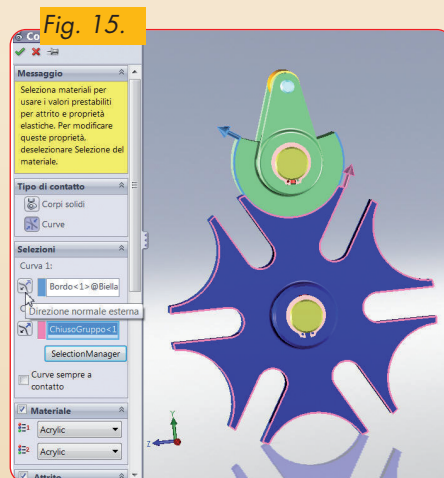 Fig. 15.
Co
Messaggio
Seleziona materiali per
usare i valori prestabiliti
per attrito e proprietà
elastiche. Per modificare
queste proprietà,
deselezionare Selezione del
materiale.
Tipo di contatto
Corpi solidi
Curve
Selezioni
Curva 1:
Bordo<1>@Biella
Direzione normale esterna
C
ChiusoGruppo<1
SelectionManager
Curve sempre a
contatto
Materiale
1
Acrylic
2
Acrylic
Attrito
Y
Z